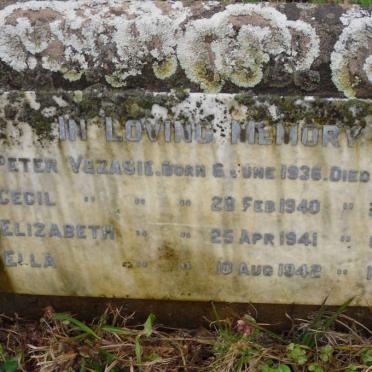 In Loving Memory
Peter Vezasie. Born 6 June 1936. Died
Cecil " " 29 Feb 1940 "
Elizabeth " " 25 Apr 1941 "
Ella " " 10 Aug 1942 "